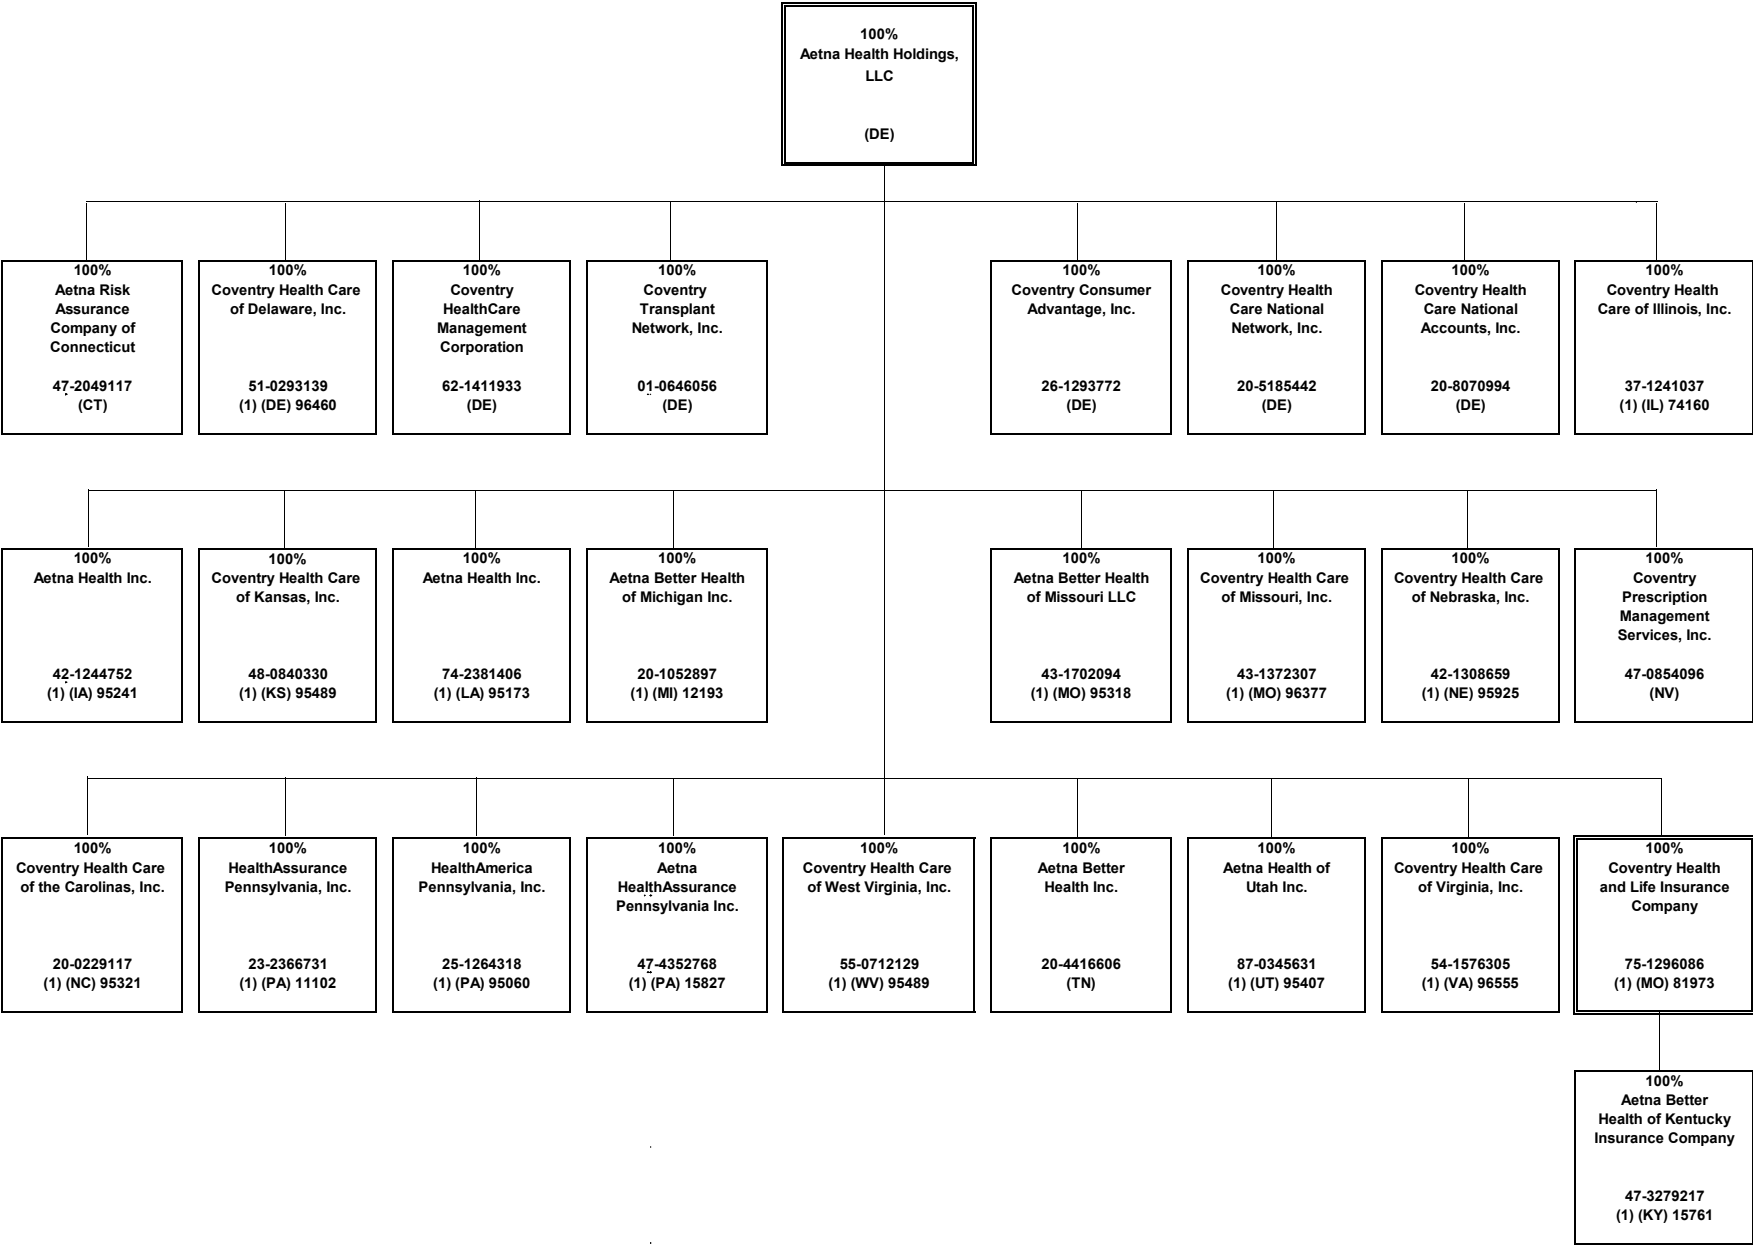 100%
Aetna Health Holdings,
LLC
(DE)
100%
Aetna Risk
Assurance
Company of
Connecticut
47-2049117
(CT)
100%
Coventry Health Care
of Delaware, Inc.
51-0293139
(1) (DE) 96460
100%
Coventry
HealthCare
Management
Corporation
62-1411933
(DE)
100%
Coventry
Transplant
Network, Inc.
01-0646056
(DE)
100%
Coventry Consumer
Advantage, Inc.
26-1293772
(DE)
100%
Coventry Health
Care National
Network, Inc.
20-5185442
(DE)
100%
Coventry Health
Care National
Accounts, Inc.
20-8070994
(DE)
100%
Coventry Health
Care of Illinois, Inc.
37-1241037
(1) (IL) 74160
100%
Aetna Health Inc.
42-1244752
(1) (IA) 95241
100%
Coventry Health Care
of Kansas, Inc.
48-0840330
(1) (KS) 95489
100%
Aetna Health Inc.
74-2381406
(1) (LA) 95173
100%
Aetna Better Health
of Michigan Inc.
20-1052897
(1) (MI) 12193
100%
Aetna Better Health
of Missouri LLC
43-1702094
(1) (MO) 95318
100%
Coventry Health Care
of Missouri, Inc.
43-1372307
(1) (MO) 96377
100%
Coventry Health Care
of Nebraska, Inc.
42-1308659
(1) (NE) 95925
100%
Coventry
Prescription
Management
Services, Inc.
47-0854096
(NV)
100%
Coventry Health Care
of the Carolinas, Inc.
20-0229117
(1) (NC) 95321
100%
HealthAssurance
Pennsylvania, Inc.
23-2366731
(1) (PA) 11102
100%
HealthAmerica
Pennsylvania, Inc.
25-1264318
(1) (PA) 95060
100%
Aetna
HealthAssurance
Pennsylvania Inc.
47-4352768
(1) (PA) 15827
100%
Coventry Health Care
of West Virginia, Inc.
55-0712129
(1) (WV) 95489
100%
Aetna Better
Health Inc.
20-4416606
(TN)
100%
Aetna Health of
Utah Inc.
87-0345631
(1) (UT) 95407
100%
Coventry Health Care
of Virginia, Inc.
54-1576305
(1) (VA) 96555
100%
Coventry Health
and Life Insurance
Company
75-1296086
(1) (MO) 81973
100%
Aetna Better
Health of Kentucky
Insurance Company
47-3279217
(1) (KY) 15761